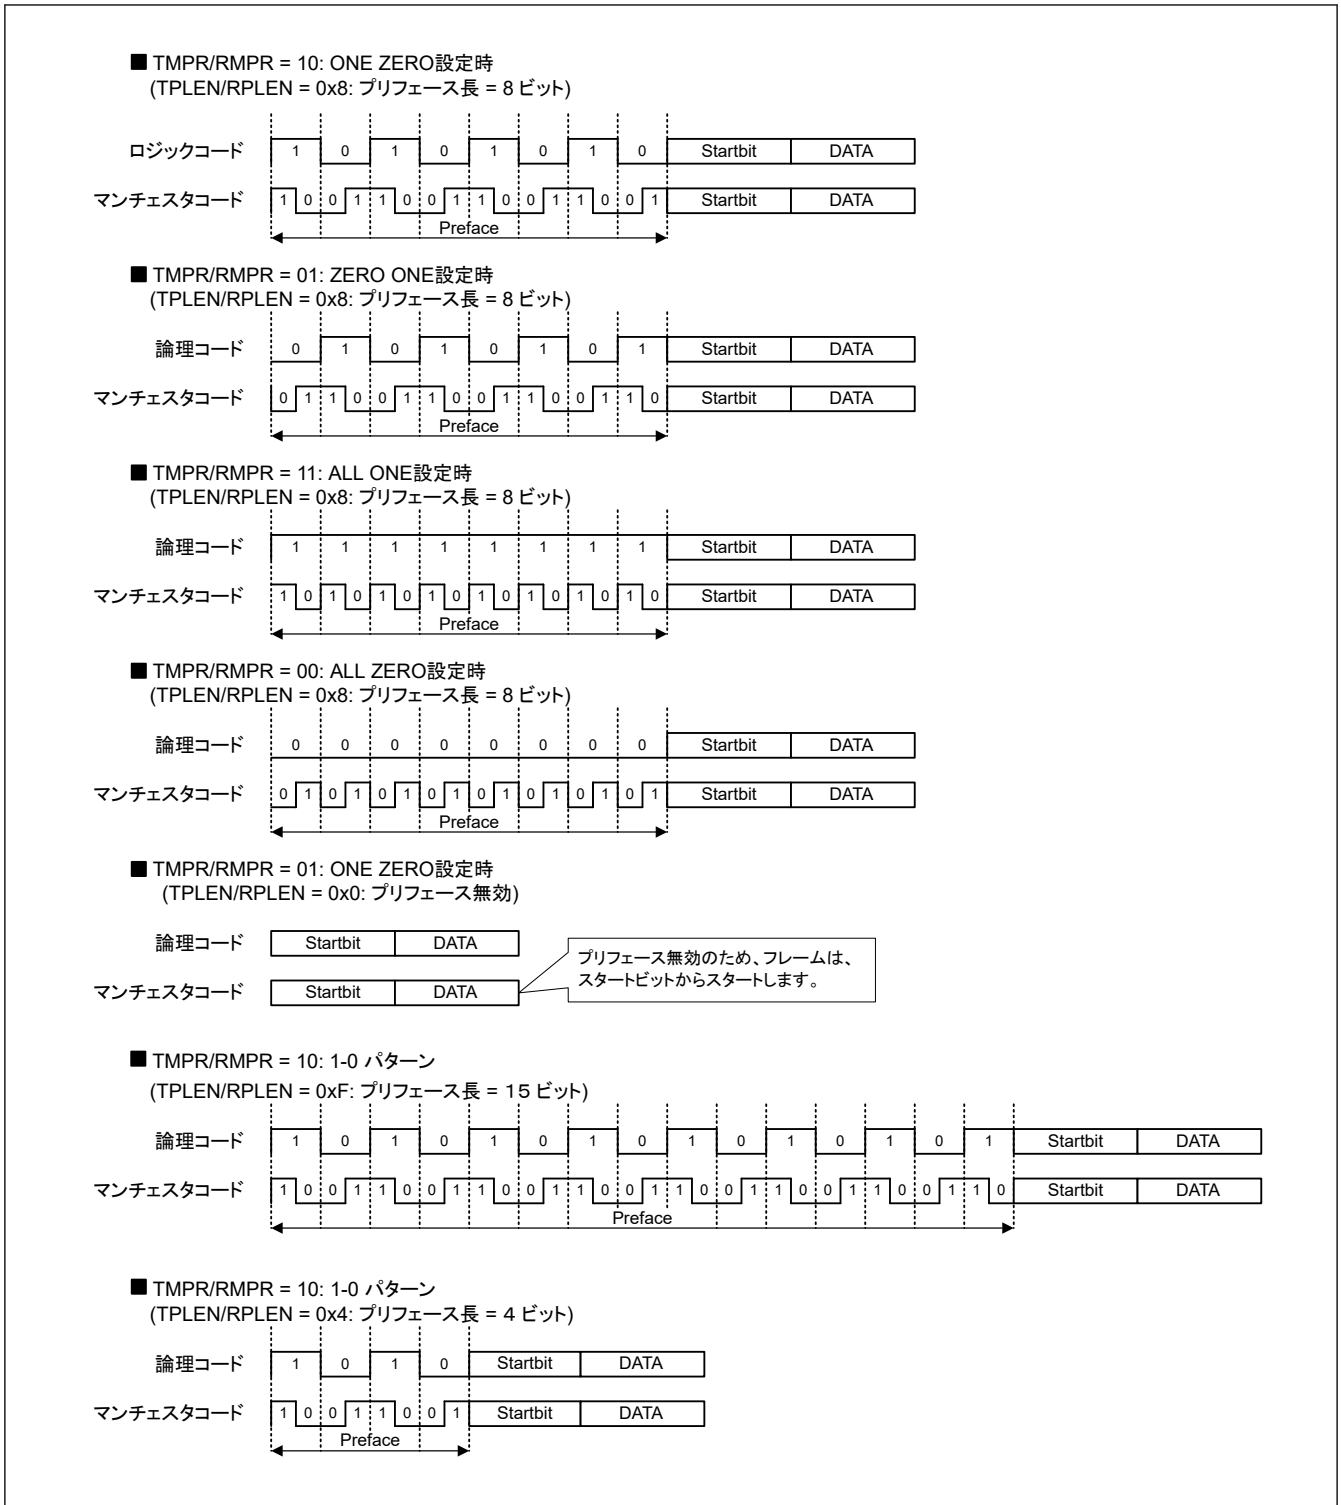 ■ TMPR/RMPR = 10: ONE ZERO設定時
(TPLEN/RPLEN = 0x8: プリフェース長 = 8 ビット)
ロジックコード 1 0 1 0 1 0 1 0 Startbit DATA
マンチェスタコード 1 0 0 1 1 0 0 1 1 0 0 1 1 0 0 1 Startbit DATA
Preface
■ TMPR/RMPR = 01: ZERO ONE設定時
(TPLEN/RPLEN = 0x8: プリフェース長 = 8 ビット)
論理コード 0 1 0 1 0 1 0 1 Startbit DATA
マンチェスタコード 0 1 1 0 0 1 1 0 0 1 1 0 0 1 1 0 Startbit DATA
Preface
■ TMPR/RMPR = 11: ALL ONE設定時
(TPLEN/RPLEN = 0x8: プリフェース長 = 8 ビット)
論理コード 1 1 1 1 1 1 1 1 Startbit DATA
マンチェスタコード 1 0 1 0 1 0 1 0 1 0 1 0 1 0 1 0 Startbit DATA
Preface
■ TMPR/RMPR = 00: ALL ZERO設定時
(TPLEN/RPLEN = 0x8: プリフェース長 = 8 ビット)
論理コード 0 0 0 0 0 0 0 0 Startbit DATA
マンチェスタコード 0 1 0 1 0 1 0 1 0 1 0 1 0 1 0 1 Startbit DATA
Preface
■ TMPR/RMPR = 01: ONE ZERO設定時
(TPLEN/RPLEN = 0x0: プリフェース無効)
論理コード Startbit DATA
プリフェース無効のため、フレームは、
スタートビットからスタートします。
マンチェスタコード Startbit DATA
■ TMPR/RMPR = 10: 1-0 パターン
(TPLEN/RPLEN = 0xF: プリフェース長 = 15 ビット)
論理コード 1 0 1 0 1 0 1 0 1 0 1 0 1 0 1 Startbit DATA
マンチェスタコード 1 0 0 1 1 0 0 1 1 0 0 1 1 0 0 1 1 0 0 1 1 0 0 1 1 0 0 1 1 0 Startbit DATA
Preface
■ TMPR/RMPR = 10: 1-0 パターン
(TPLEN/RPLEN = 0x4: プリフェース長 = 4 ビット)
論理コード 1 0 1 0 Startbit DATA
マンチェスタコード 1 0 0 1 1 0 0 1 Startbit DATA
Preface